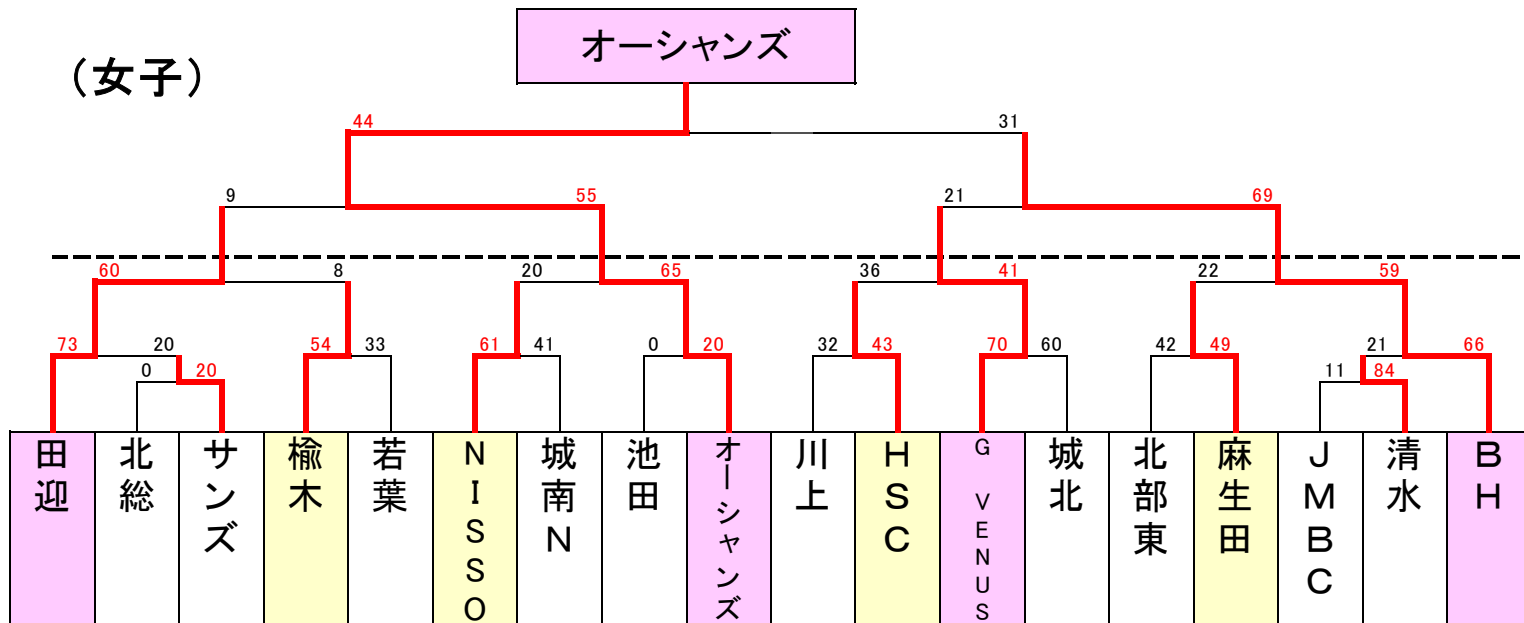 オーシャンズ
（女子）
44
31
9
55
21
69
60
8
20
65
36
41
22
59
73
20
54
33
61
41
0
20
32
43
70
60
42
49
21
66
0
20
11
84
田迎
北総
サンズ
楡木
若葉
NISSO
城南N
池田
オーシャンズ
川上
HSC
G VENUS
城北
北部東
麻生田
JMBC
清水
BH